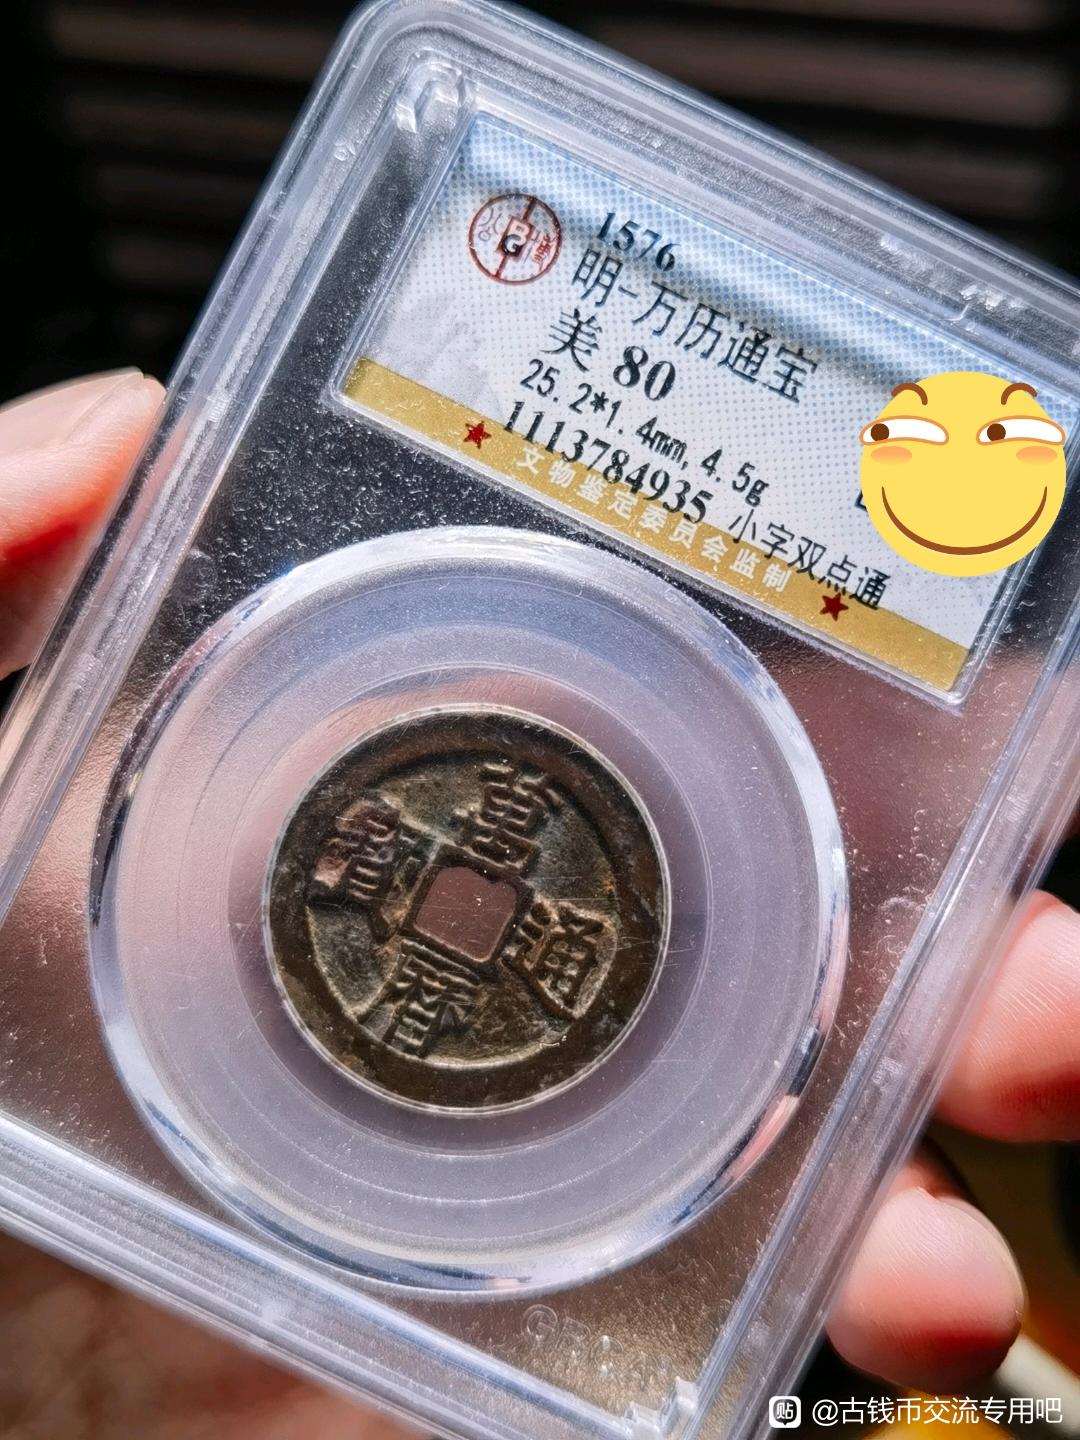 1576
明-万历通宝
美 80
25.2*1.4mm,4.5g
1113784935
小字双点通
文物鉴定委员会监制
萬
通
曆
寶
@古钱币交流专用吧